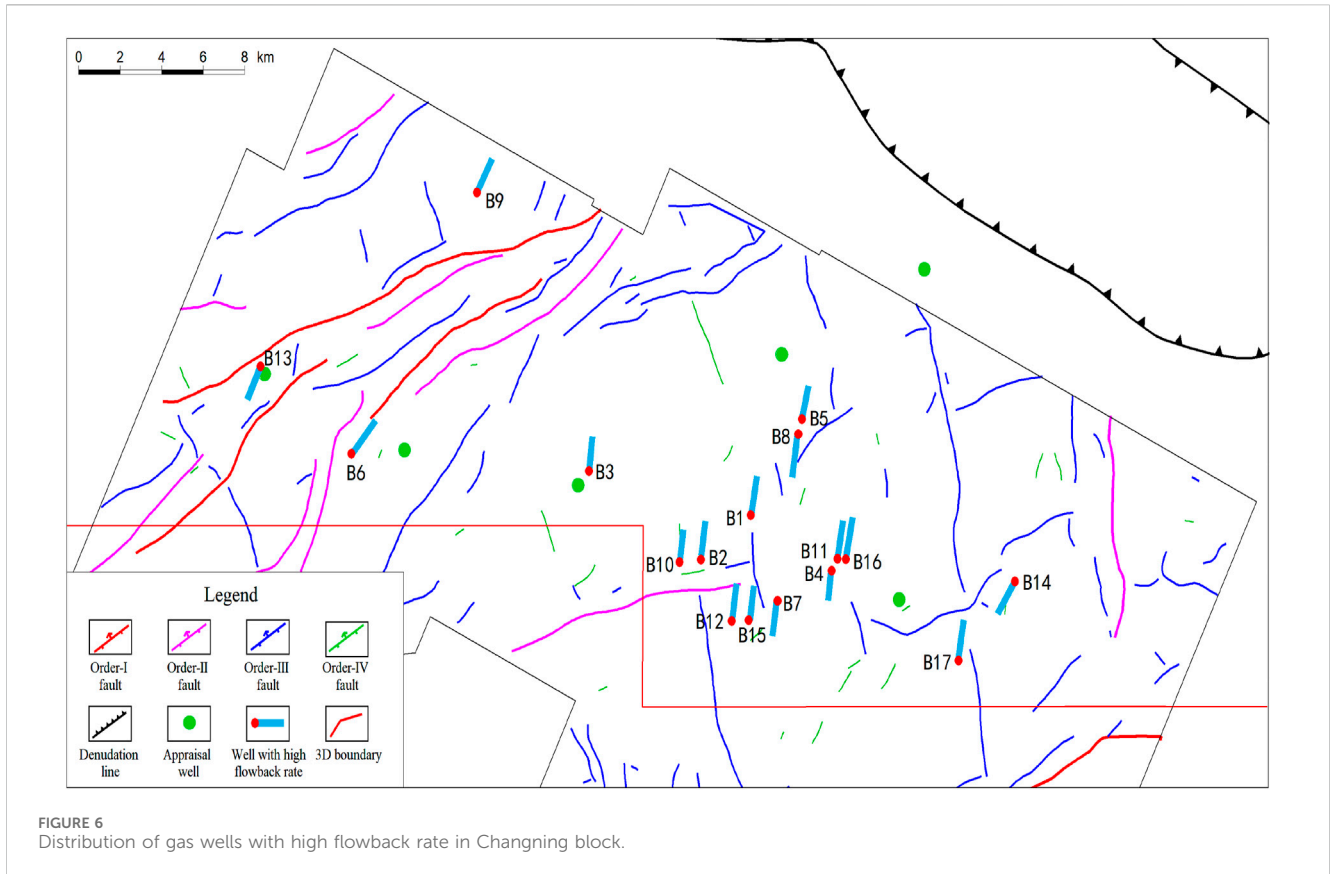 0 2 4 6 8 km
B9
B13
B5
B8
B6
B3
B1
B10
B2
B11
B16
B4
B14
B7
B12
B15
B17
Legend
Order-I
fault
Order-II
fault
Order-III
fault
Order-IV
fault
Denudation
line
Appraisal
well
Well with high
flowback rate
3D boundary
FIGURE 6
Distribution of gas wells with high flowback rate in Changning block.